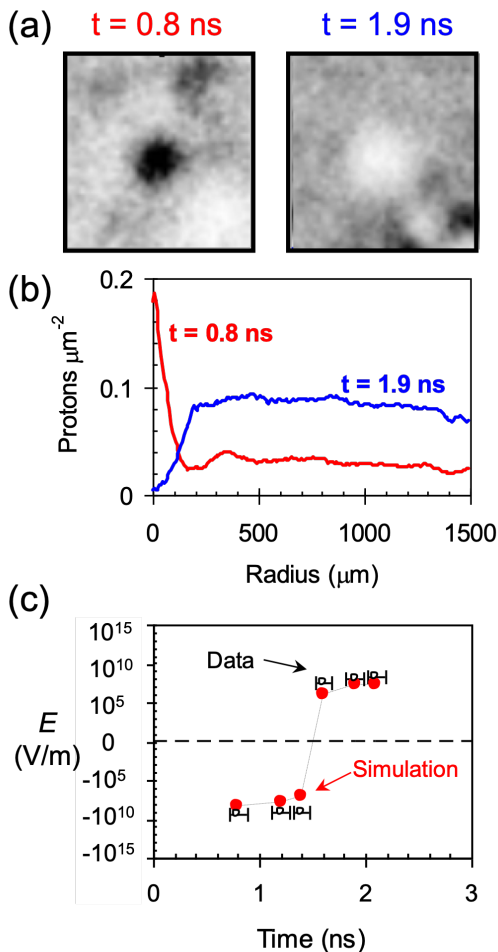 (a)
t = 0.8 ns
t = 1.9 ns
(b)
0.2
0.1
0
Protons μm⁻²
t = 0.8 ns
t = 1.9 ns
0
500
1000
1500
Radius (μm)
(c)
10¹⁵
10¹⁰
10⁵
0
-10⁵
-10¹⁰
-10¹⁵
E
(V/m)
Data
Simulation
0
1
2
3
Time (ns)